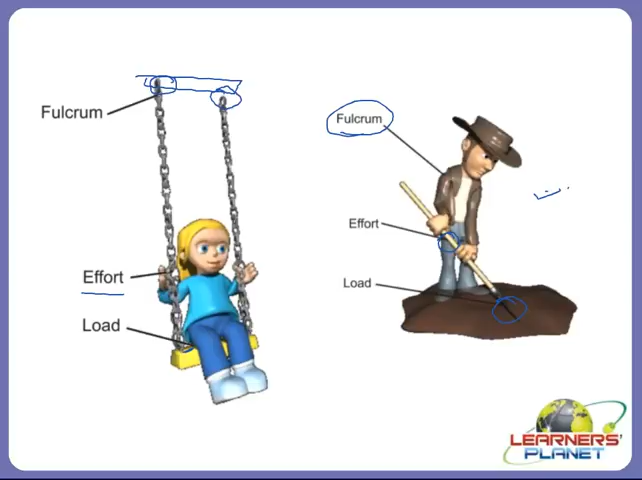 Fulcrum
Effort
Load
Fulcrum
Effort
Load
LEARNERS'
PLANET